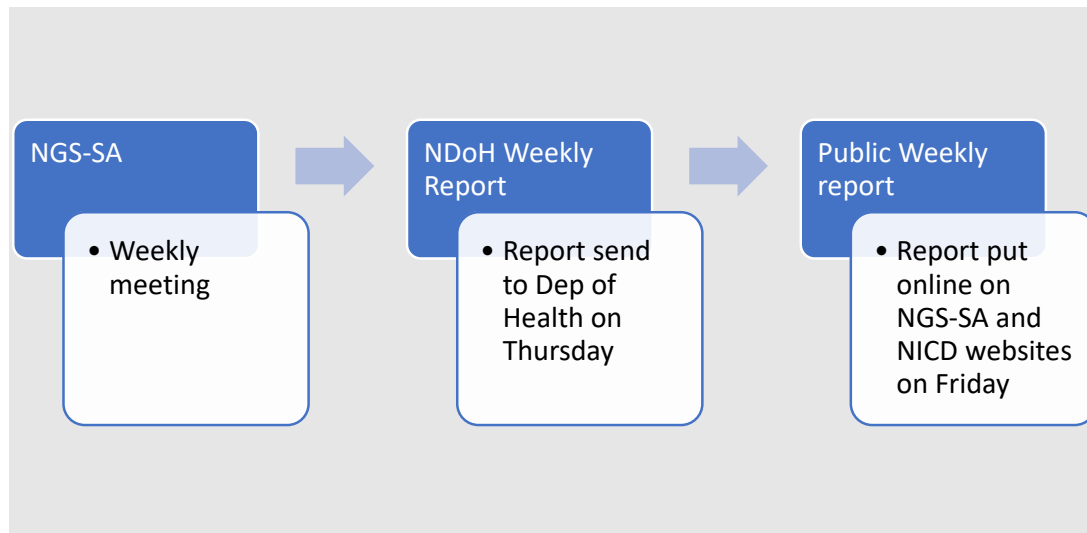 NGS-SA
• Weekly
meeting
NDoH Weekly
Report
• Report send
to Dep of
Health on
Thursday
Public Weekly
report
• Report put
online on
NGS-SA and
NICD websites
on Friday